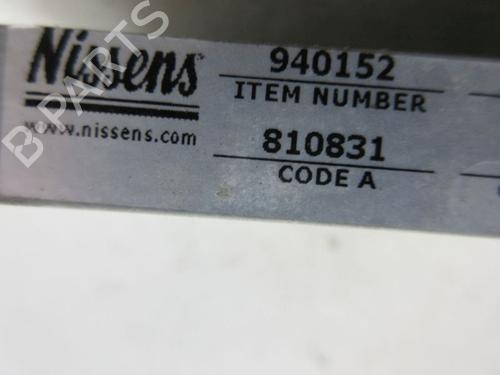 Nissens
www.nissens.com
940152
ITEM NUMBER
810831
CODE A
B PARTS